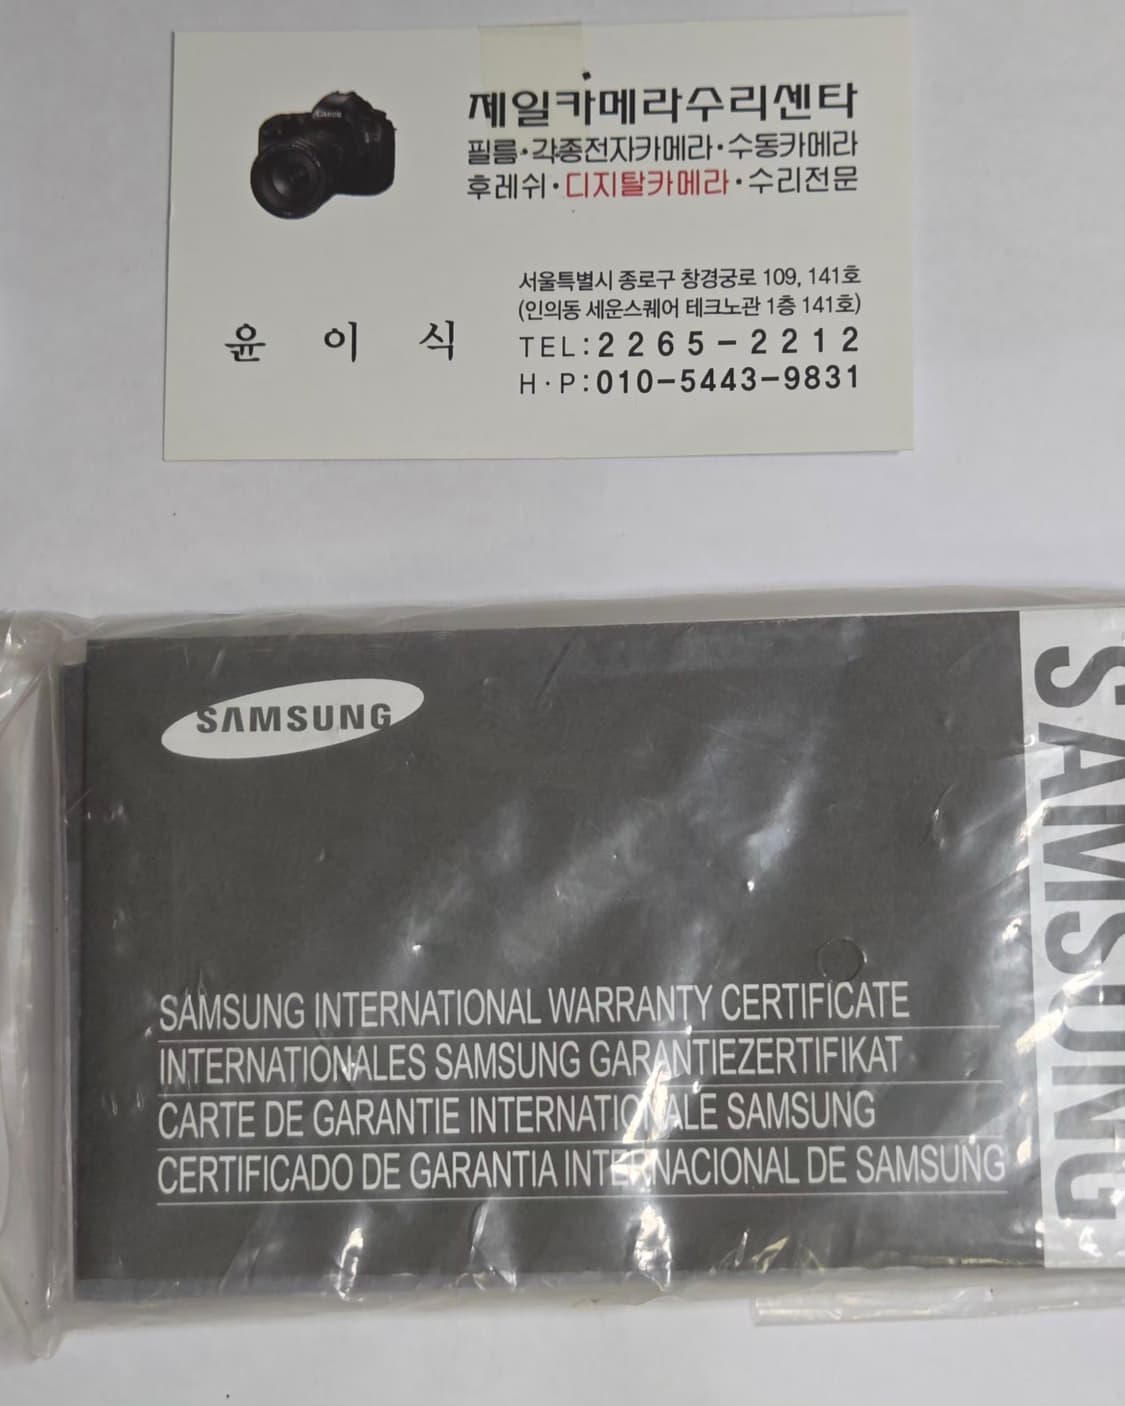 제일카메라수리센타
필름·각종전자카메라·수동카메라
후레쉬·디지탈카메라·수리전문
서울특별시 종로구 창경궁로 109, 141호
(인의동 세운스퀘어 테크노관 1층 141호)
윤 이 식
TEL:2265-2212
H·P:010-5443-9831
Canon
SAMSUNG
SAMSUNG INTERNATIONAL WARRANTY CERTIFICATE
INTERNATIONALES SAMSUNG GARANTIEZERTIFIKAT
CARTE DE GARANTIE INTERNATIONALE SAMSUNG
CERTIFICADO DE GARANTIA INTERNACIONAL DE SAMSUNG
SAMSUNG